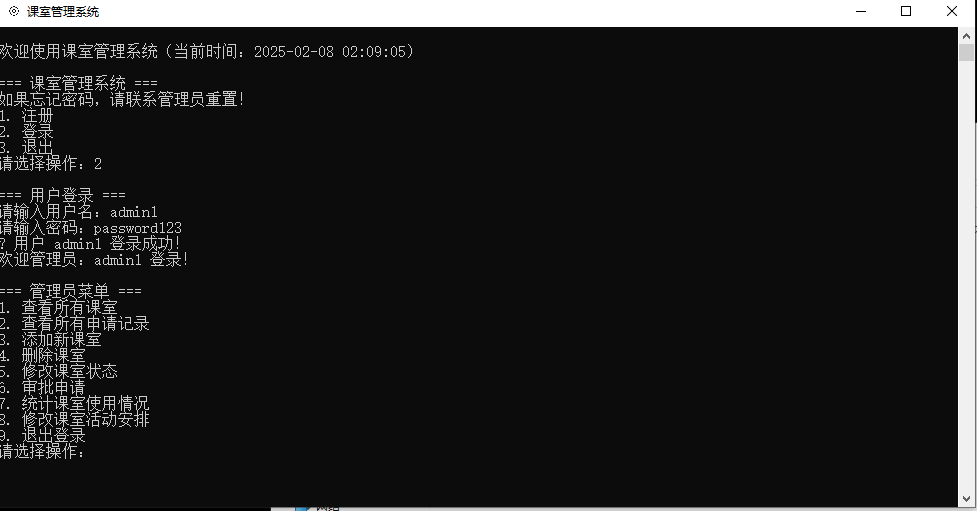 课室管理系统
欢迎使用课室管理系统（当前时间：2025-02-08 02:09:05）
=== 课室管理系统 ===
如果忘记密码，请联系管理员重置！
1. 注册
2. 登录
3. 退出
请选择操作：2
=== 用户登录 ===
请输入用户名：admin1
请输入密码：password123
? 用户 admin1 登录成功！
欢迎管理员：admin1 登录！
=== 管理员菜单 ===
1. 查看所有课室
2. 查看所有申请记录
3. 添加新课室
4. 删除课室
5. 修改课室状态
6. 审批申请
7. 统计课室使用情况
8. 修改课室活动安排
9. 退出登录
请选择操作：